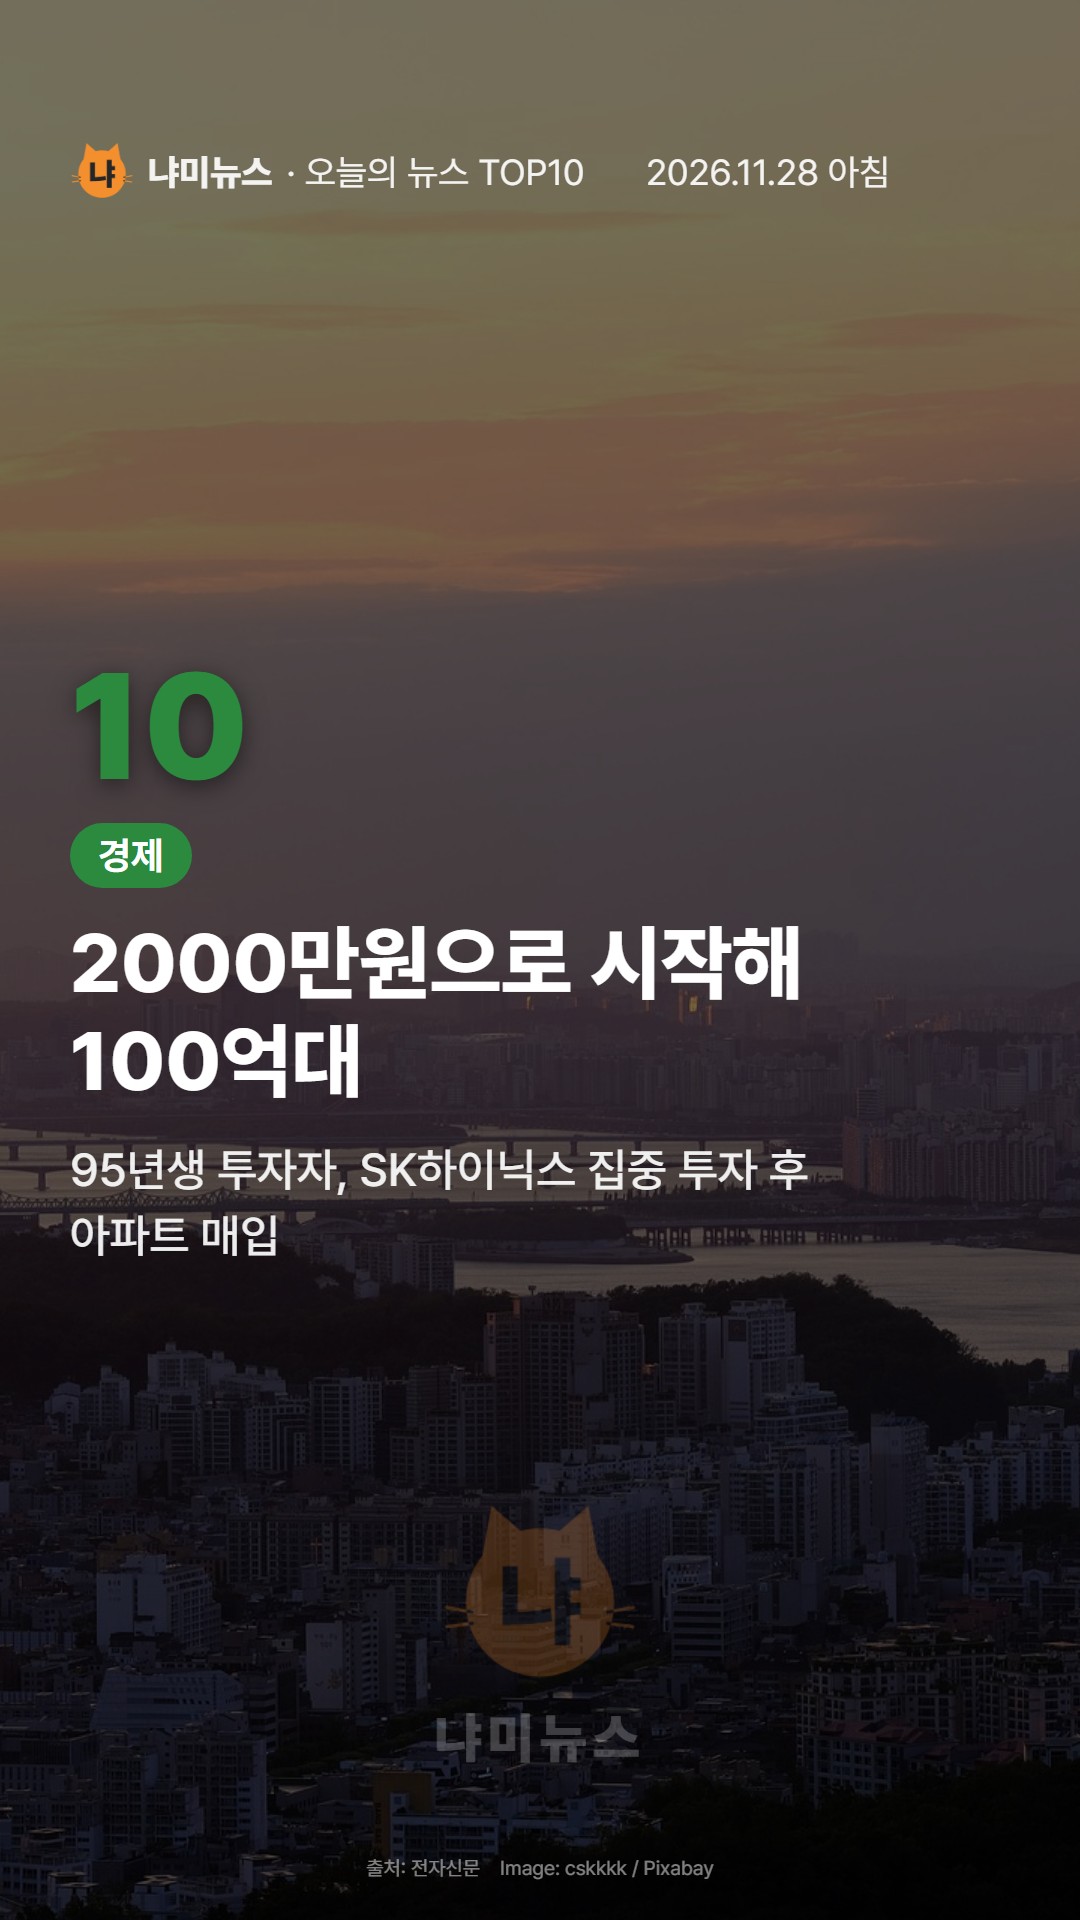 냐 냐미뉴스 · 오늘의 뉴스 TOP10 2026.11.28 아침
10
경제
2000만원으로 시작해
100억대
95년생 투자자, SK하이닉스 집중 투자 후
아파트 매입
냐
냐미뉴스
출처: 전자신문 Image: cskkkk / Pixabay